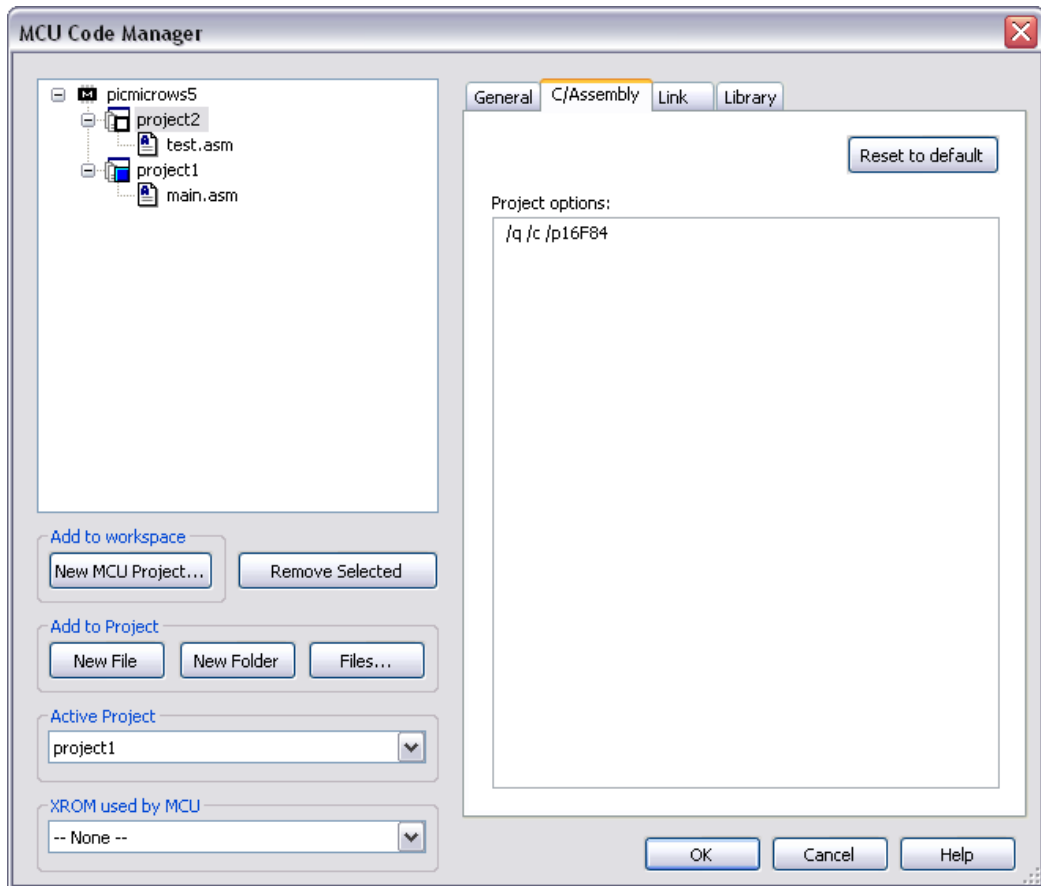 MCU Code Manager
picmicrows5
project2
test.asm
project1
main.asm
Add to workspace
New MCU Project...
Remove Selected
Add to Project
New File
New Folder
Files...
Active Project
project1
XROM used by MCU
-- None --
General
C/Assembly
Link
Library
Reset to default
Project options:
/q /c /p16F84
OK
Cancel
Help